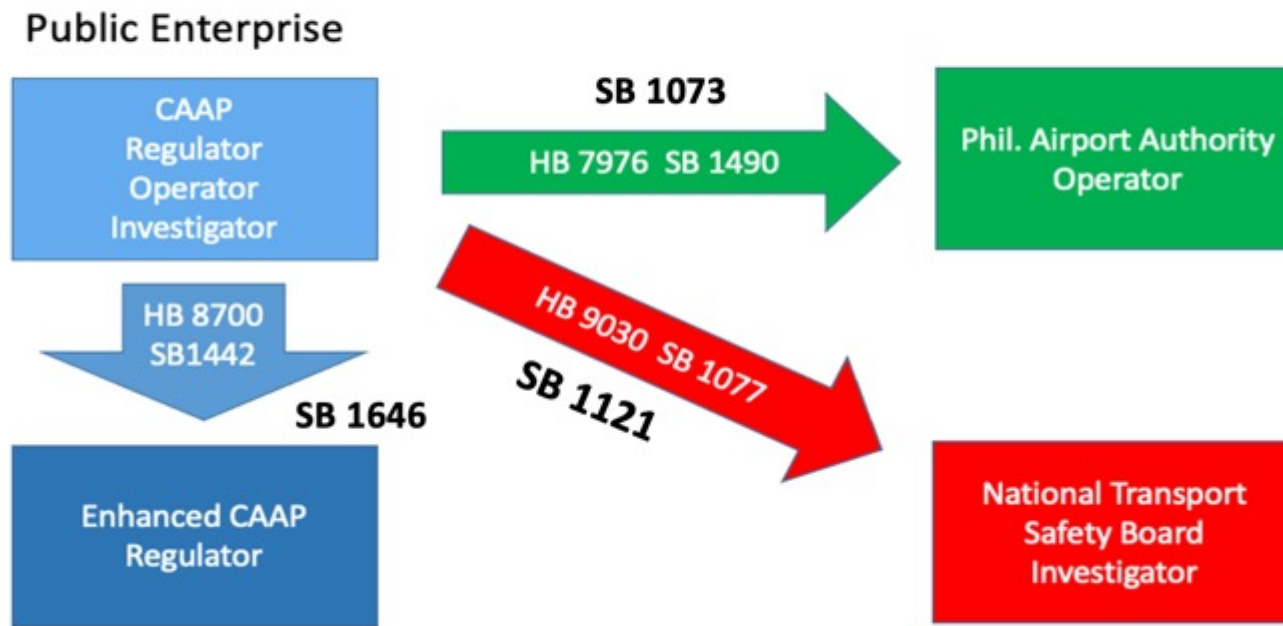 Public Enterprise
CAAP
Regulator
Operator
Investigator
SB 1073
HB 7976 SB 1490
Phil. Airport Authority
Operator
HB 8700
SB1442
SB 1646
HB 9030 SB 1077
SB 1121
Enhanced CAAP
Regulator
National Transport
Safety Board
Investigator